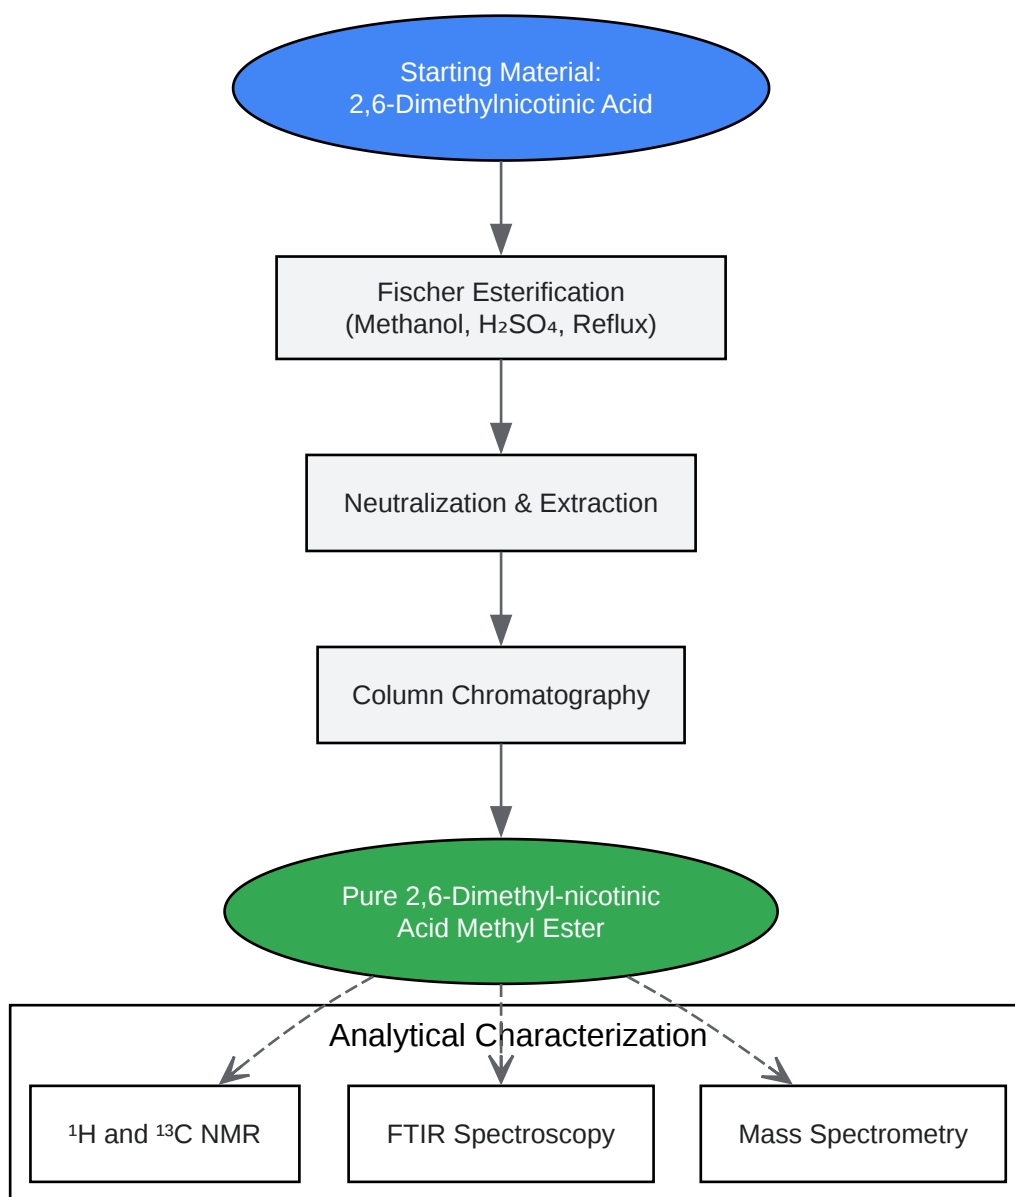 Starting Material:
2,6-Dimethylnicotinic Acid
Fischer Esterification
(Methanol, H₂SO₄, Reflux)
Neutralization & Extraction
Column Chromatography
Pure 2,6-Dimethyl-nicotinic
Acid Methyl Ester
Analytical Characterization
¹H and ¹³C NMR
FTIR Spectroscopy
Mass Spectrometry